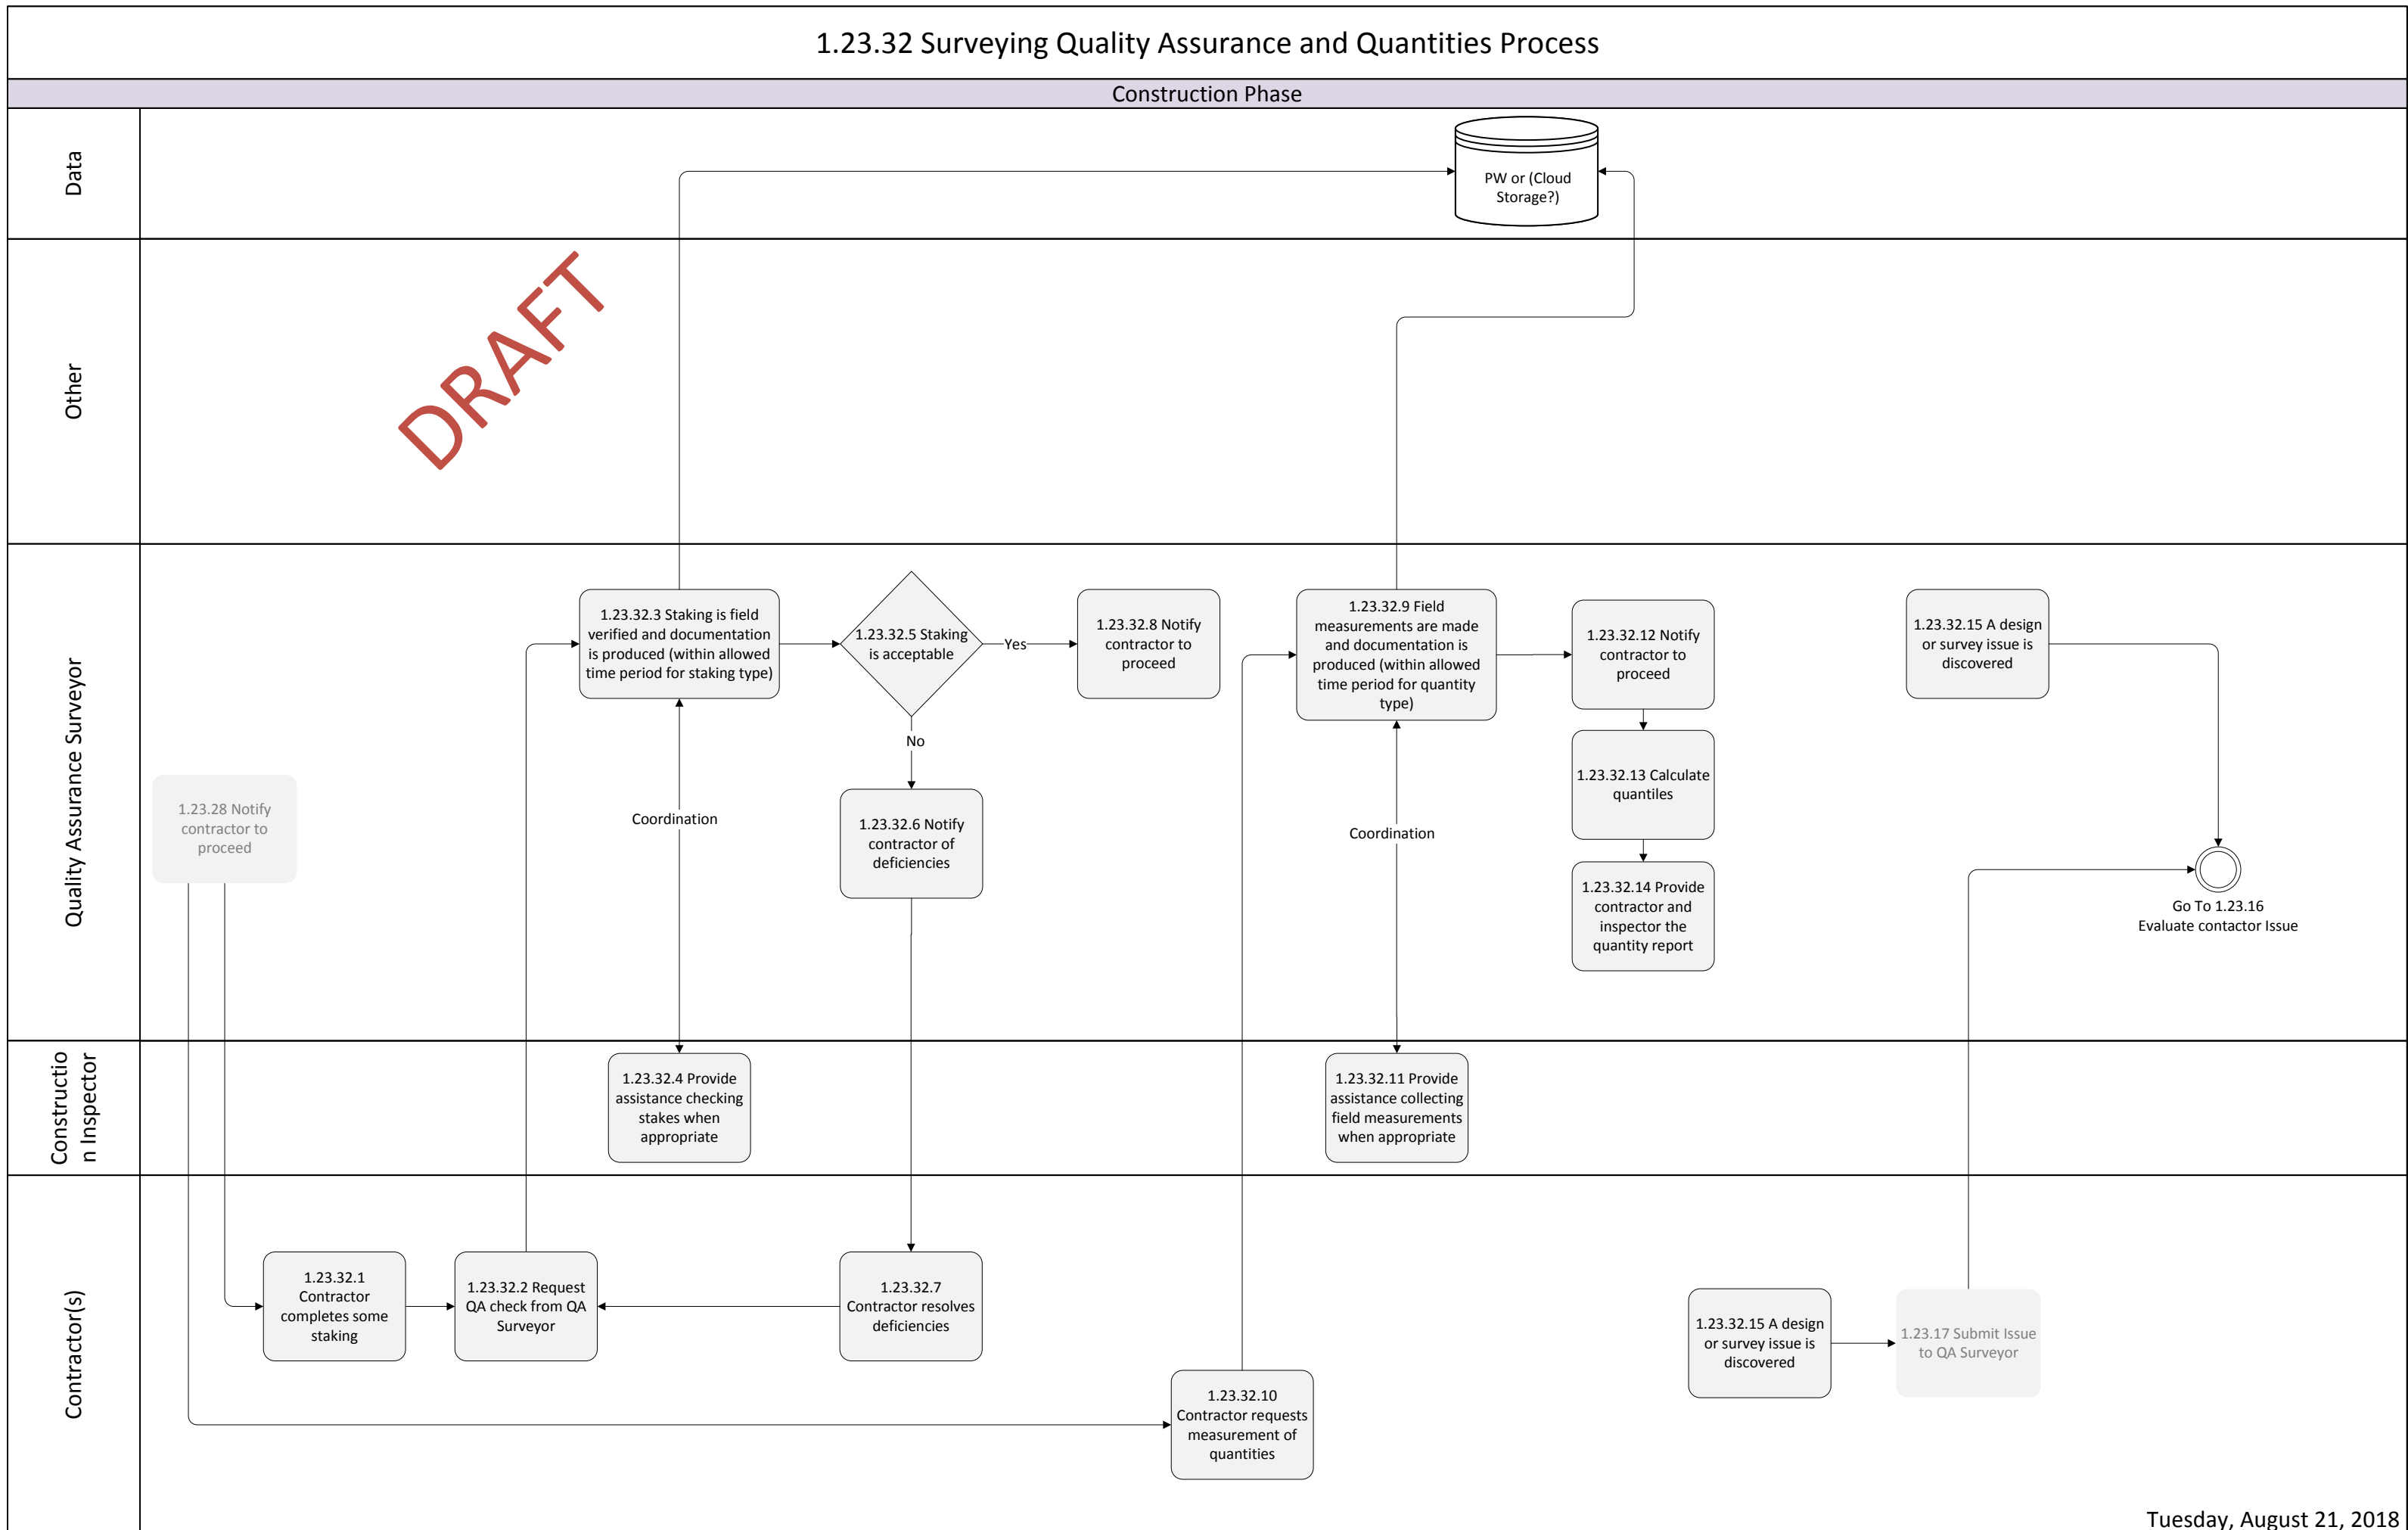 1.23.32 Surveying Quality Assurance and Quantities Process
Construction Phase
Data
PW or (Cloud
Storage?)
Other
DRAFT
Quality Assurance Surveyor
1.23.28 Notify
contractor to
proceed
1.23.32.3 Staking is field
verified and documentation
is produced (within allowed
time period for staking type)
1.23.32.5 Staking
is acceptable
Yes
1.23.32.8 Notify
contractor to
proceed
No
1.23.32.6 Notify
contractor of
deficiencies
Coordination
1.23.32.9 Field
measurements are made
and documentation is
produced (within allowed
time period for quantity
type)
Coordination
1.23.32.12 Notify
contractor to
proceed
1.23.32.13 Calculate
quantiles
1.23.32.14 Provide
contractor and
inspector the
quantity report
1.23.32.15 A design
or survey issue is
discovered
Go To 1.23.16
Evaluate contactor Issue
Constructio
n Inspector
1.23.32.4 Provide
assistance checking
stakes when
appropriate
1.23.32.11 Provide
assistance collecting
field measurements
when appropriate
Contractor(s)
1.23.32.1
Contractor
completes some
staking
1.23.32.2 Request
QA check from QA
Surveyor
1.23.32.7
Contractor resolves
deficiencies
1.23.32.10
Contractor requests
measurement of
quantities
1.23.32.15 A design
or survey issue is
discovered
1.23.17 Submit Issue
to QA Surveyor
Tuesday, August 21, 2018